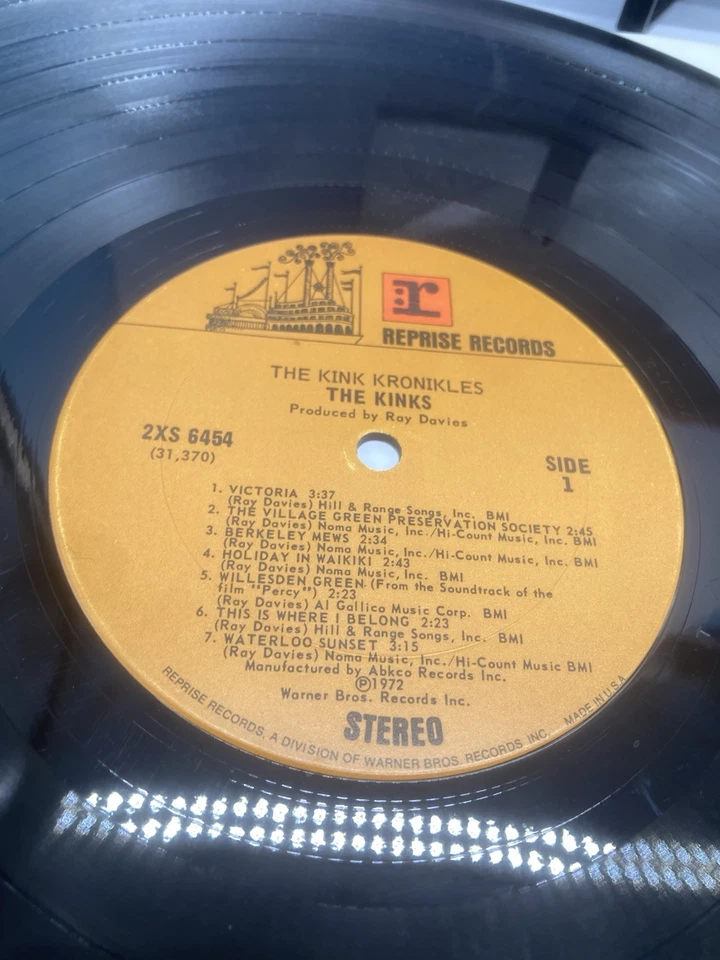 r
REPRISE RECORDS
THE KINK KRONIKLES
THE KINKS
Produced by Ray Davies
2XS 6454
(31,370)
SIDE
1
1. VICTORIA 3:37
(Ray Davies) Hill & Range Songs, Inc. BMI
2. THE VILLAGE GREEN PRESERVATION SOCIETY 2:45
(Ray Davies) Noma Music, Inc./Hi-Count Music, Inc. BMI
3. BERKELEY MEWS 2:34
(Ray Davies) Noma Music, Inc./Hi-Count Music, Inc. BMI
4. HOLIDAY IN WAIKIKI 2:43
(Ray Davies) Noma Music, Inc. BMI
5. WILLESDEN GREEN (From the Soundtrack of the
film "Percy") 2:23
(Ray Davies) Al Gallico Music Corp. BMI
6. THIS IS WHERE I BELONG 2:23
(Ray Davies) Hill & Range Songs, Inc. BMI
7. WATERLOO SUNSET 3:15
(Ray Davies) Noma Music, Inc./Hi-Count Music BMI
Manufactured by Abkco Records Inc.
℗1972
Warner Bros. Records Inc.
STEREO
REPRISE RECORDS, A DIVISION OF WARNER BROS. RECORDS INC. MADE IN U.S.A.